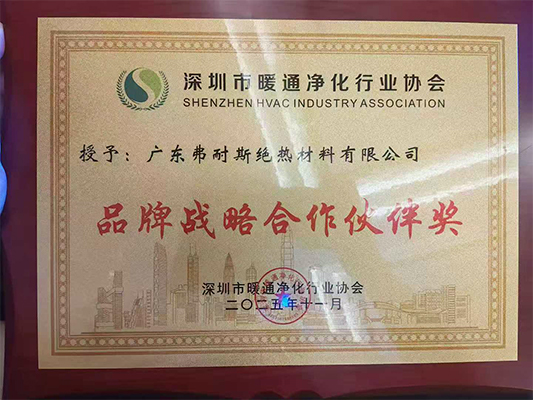 深圳市暖通净化行业协会
SHENZHEN HVAC INDUSTRY ASSOCIATION
授予：广东弗耐斯绝热材料有限公司
品牌战略合作伙伴奖
深圳市暖通净化行业协会
二〇二五年十一月